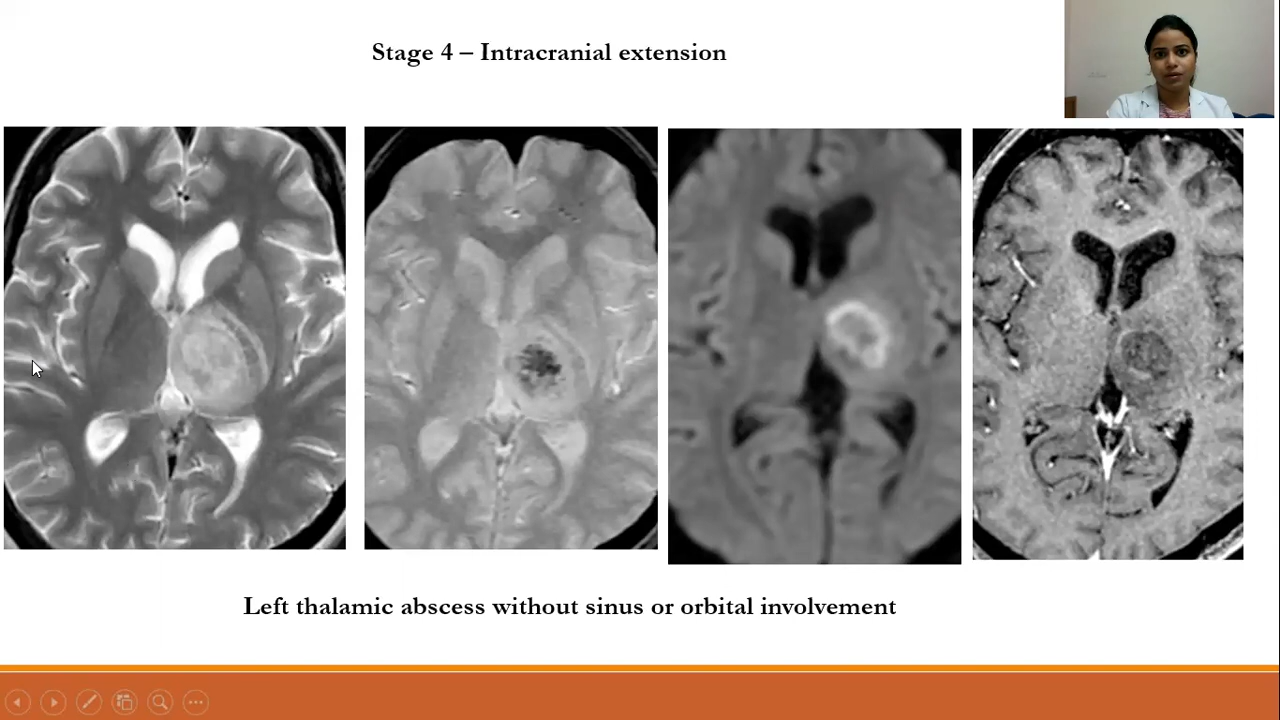 Stage 4 – Intracranial extension
Left thalamic abscess without sinus or orbital involvement